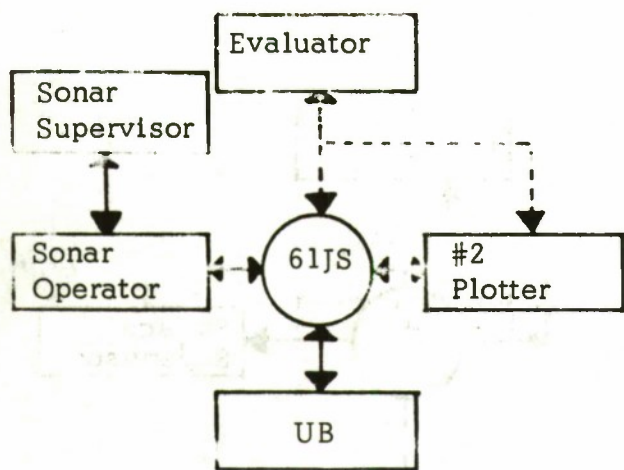 Evaluator
Sonar
Supervisor
Sonar
Operator
61JS
#2
Plotter
UB